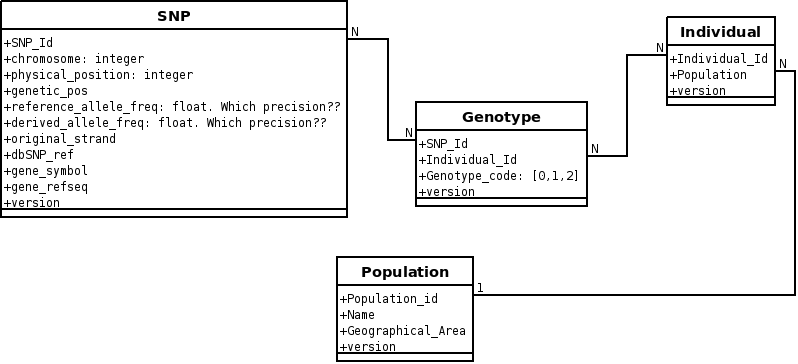 SNP
+SNP_Id
+chromosome: integer
+physical_position: integer
+genetic_pos
+reference_allele_freq: float. Which precision??
+derived_allele_freq: float. Which precision??
+original_strand
+dbSNP_ref
+gene_symbol
+gene_refseq
+version
N
N
Genotype
+SNP_Id
+Individual_Id
+Genotype_code: [0,1,2]
+version
N
N
Individual
+Individual_Id
+Population
+version
N
Population
+Population_id
+Name
+Geographical_Area
+version
1